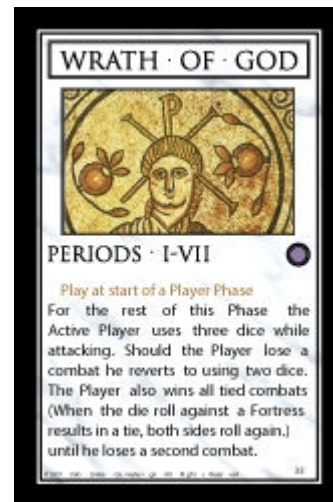 WRATH · OF · GOD
PERIODS · I-VII
Play at start of a Player Phase
For the rest of this Phase the
Active Player uses three dice while
attacking. Should the Player lose a
combat he reverts to using two dice.
The Player also wins all tied combats
(When the die roll against a Fortress
results in a tie, both sides roll again.)
until he loses a second combat.